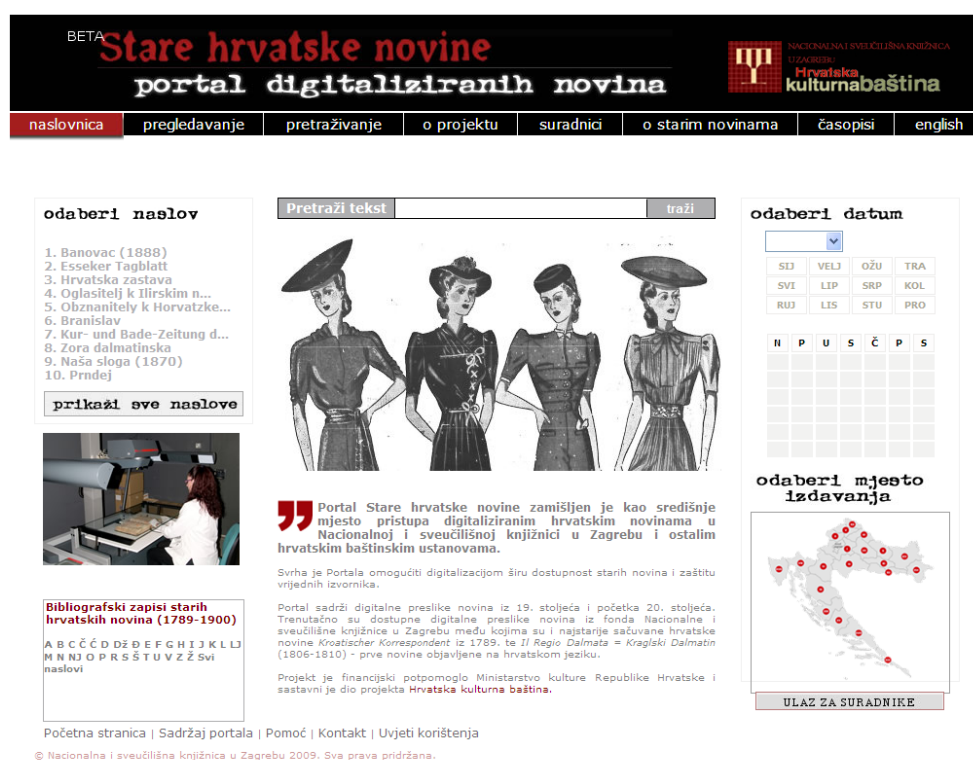 BETA
Stare hrvatske novine
portal digitaliziranih novina
NACIONALNA I SVEUČILIŠNA KNJIŽNICA
U ZAGREBU
Hrvatska
kulturnabaština
naslovnica pregledavanje pretraživanje o projektu suradnici o starim novinama časopisi english
odaberi naslov
1. Banovac (1888)
2. Esseker Tagblatt
3. Hrvatska zastava
4. Oglasitelj k Ilirskim n...
5. Obznanitely k Horvatzke...
6. Branislav
7. Kur- und Bade-Zeitung d...
8. Zora dalmatinska
9. Naša sloga (1870)
10. Prndej
prikaži sve naslove
Bibliografski zapisi starih
hrvatskih novina (1789-1900)
A B C Č Ć D DŽ Đ E F G H I J K L LJ
M N NJ O P R S Š T U V Z Ž Svi
naslovi
Pretraži tekst traži
Portal Stare hrvatske novine zamišljen je kao središnje
mjesto pristupa digitaliziranim hrvatskim novinama u
Nacionalnoj i sveučilišnoj knjižnici u Zagrebu i ostalim
hrvatskim baštinskim ustanovama.
Svrha je Portala omogućiti digitalizacijom širu dostupnost starih novina i zaštitu
vrijednih izvornika.
Portal sadrži digitalne preslike novina iz 19. stoljeća i početka 20. stoljeća.
Trenutačno su dostupne digitalne preslike novina iz fonda Nacionalne i
sveučilišne knjižnice u Zagrebu među kojima su i najstarije sačuvane hrvatske
novine Kroatischer Korrespondent iz 1789. te Il Regio Dalmata = Kraglski Dalmatin
(1806-1810) - prve novine objavljene na hrvatskom jeziku.
Projekt je financijski potpomoglo Ministarstvo kulture Republike Hrvatske i
sastavni je dio projekta Hrvatska kulturna baština.
odaberi datum
SIJ VELJ OŽU TRA
SVI LIP SRP KOL
RUJ LIS STU PRO
N P U S Č P S
odaberi mjesto
izdavanja
ULAZ ZA SURADNIKE
Početna stranica | Sadržaj portala | Pomoć | Kontakt | Uvjeti korištenja
© Nacionalna i sveučilišna knjižnica u Zagrebu 2009. Sva prava pridržana.